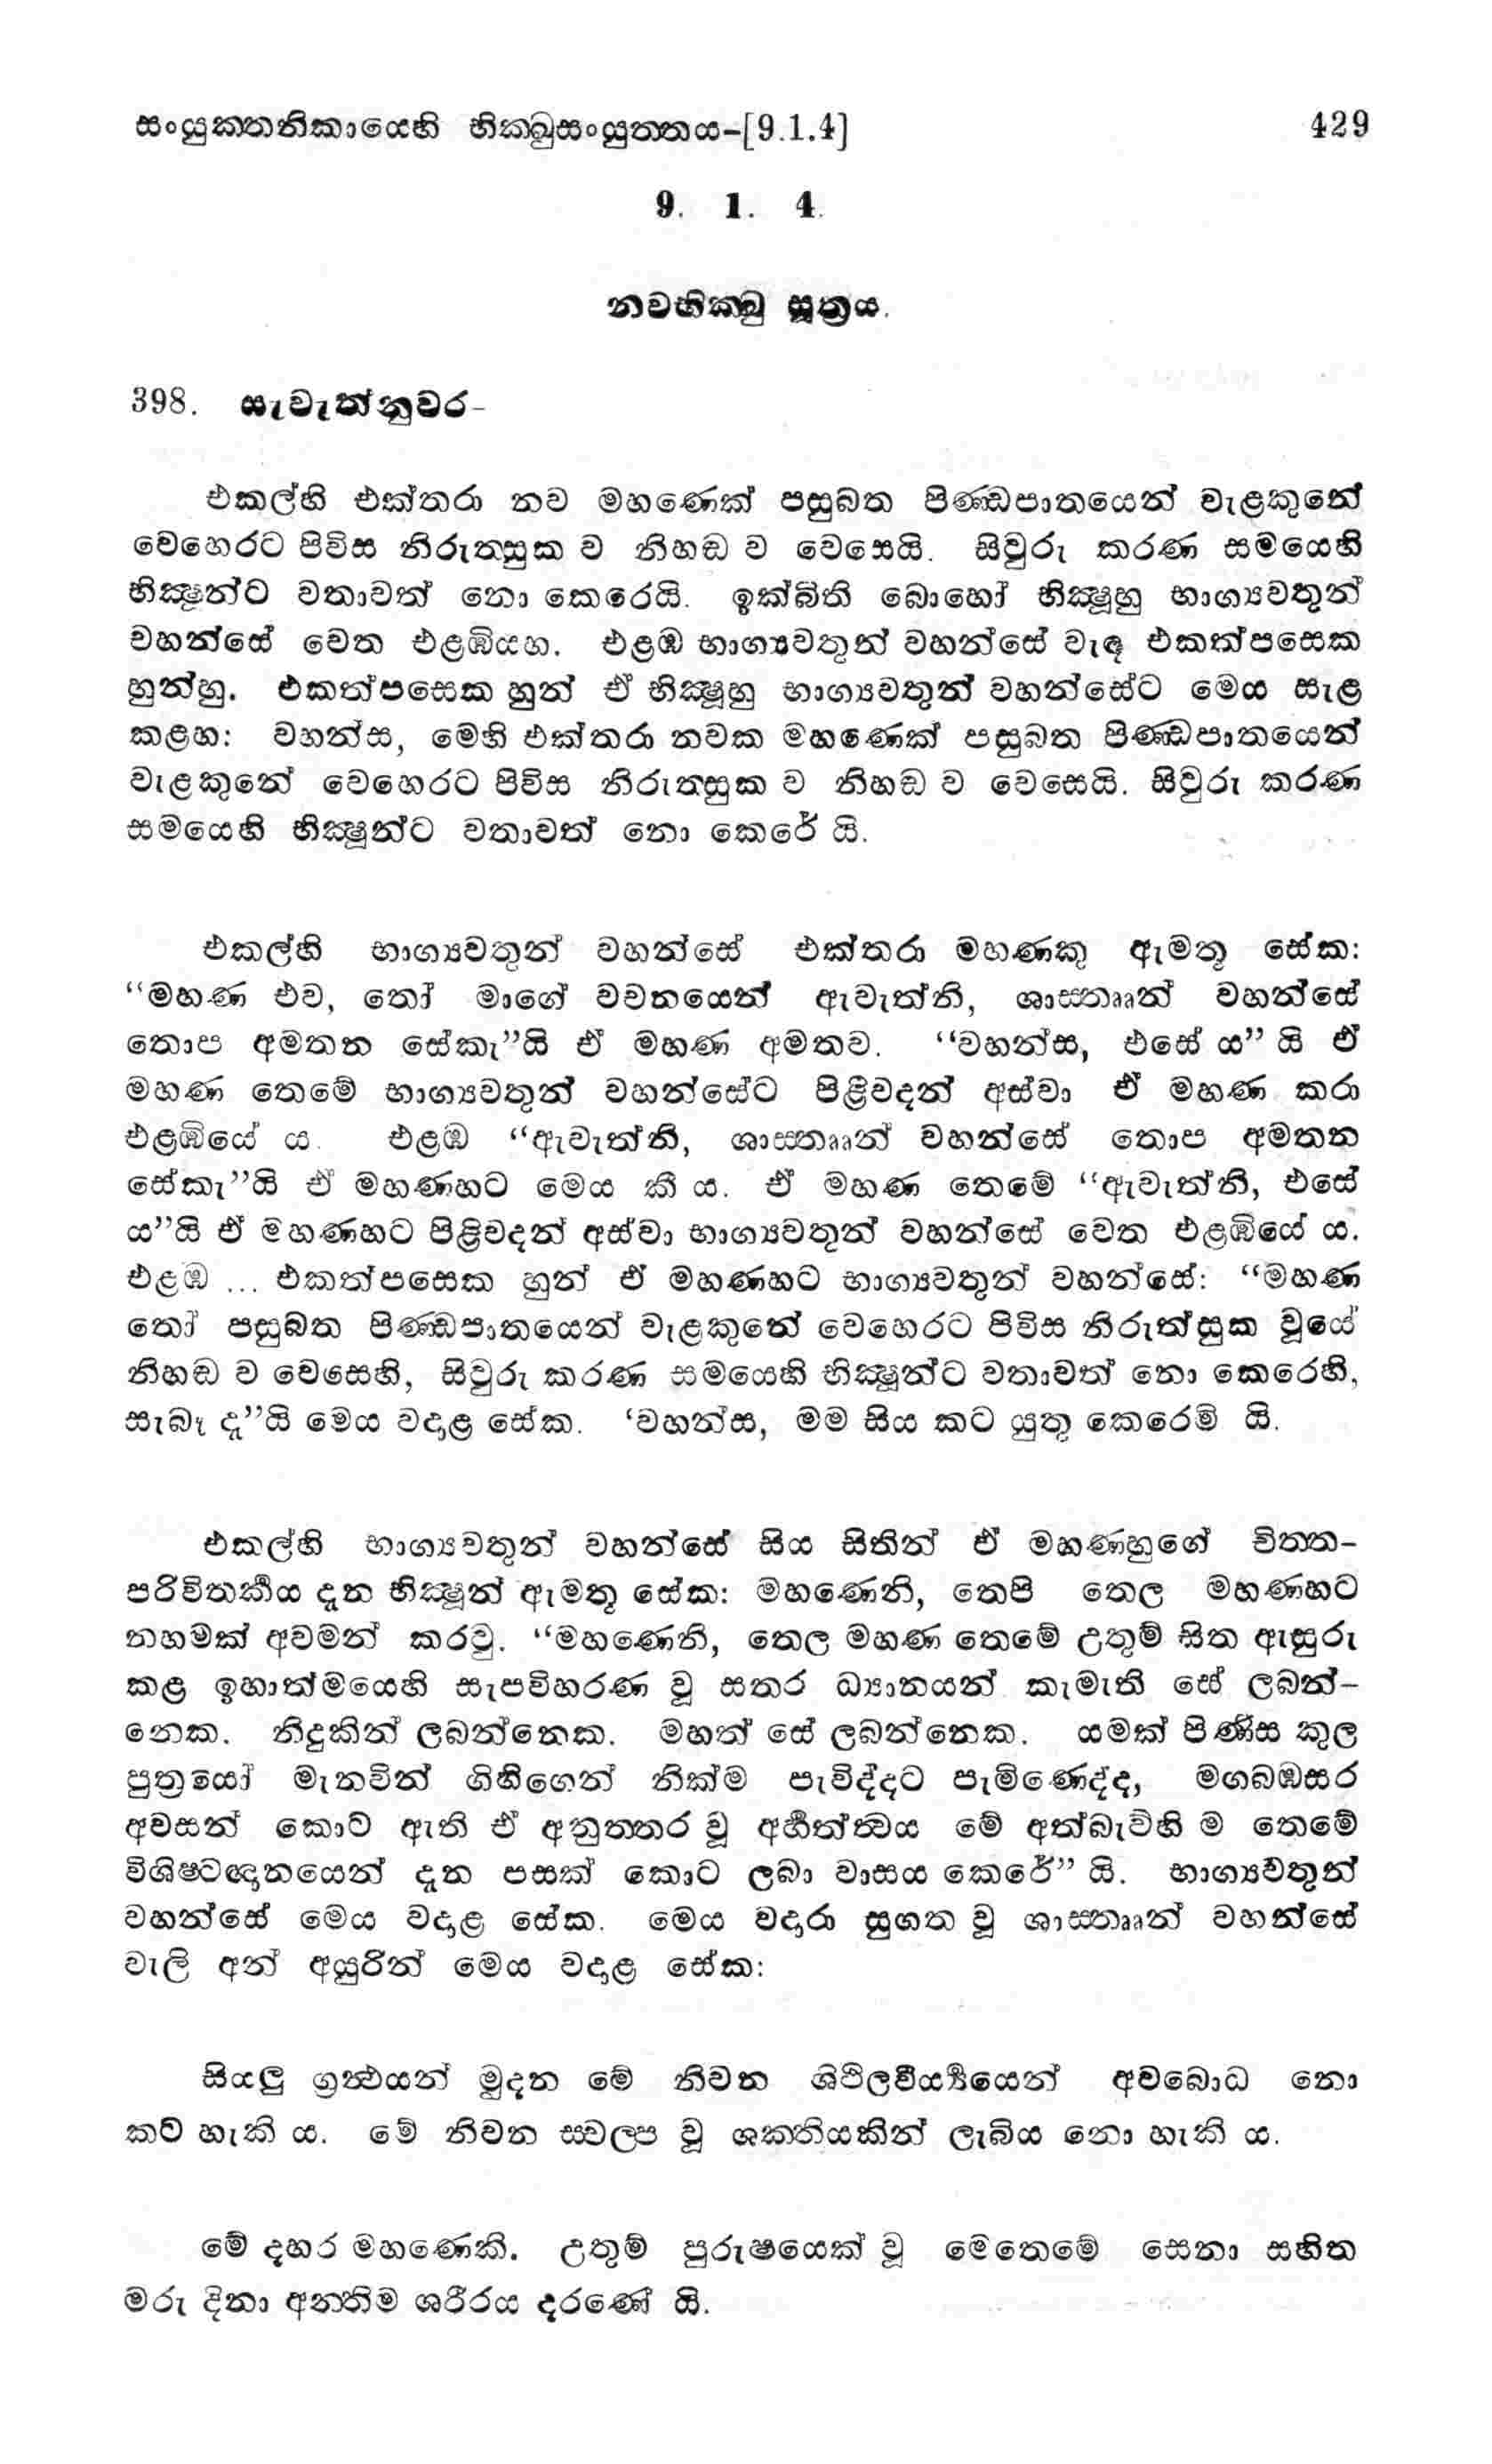 සංයුක්තනිකායෙහි භික්ඛුසංයුත්තය-[9.1.4] 429
9. 1. 4.
නවභික්ඛු සූත්‍රය.
398. සැවැත්නුවර-
එකල්හි එක්තරා නව මහණෙක් පසුබත පිණ්ඩපාතයෙන් වැළකුනේ
වෙහෙරට පිවිස නිරුත්සුක ව නිහඬ ව වෙසෙයි. සිවුරු කරණ සමයෙහි
භික්‍ෂූන්ට වතාවත් නො කෙරෙයි. ඉක්බිති බොහෝ භික්‍ෂූහු භාග්‍යවතුන්
වහන්සේ වෙත එළඹියහ. එළඹ භාග්‍යවතුන් වහන්සේ වැඳ එකත්පසෙක
හුන්හු. එකත්පසෙක හුන් ඒ භික්‍ෂූහු භාග්‍යවතුන් වහන්සේට මෙය සැළ
කළහ: වහන්ස, මෙහි එක්තරා නවක මහණෙක් පසුබත පිණ්ඩපාතයෙන්
වැළකුනේ වෙහෙරට පිවිස නිරුත්සුක ව නිහඬ ව වෙසෙයි. සිවුරු කරණ
සමයෙහි භික්‍ෂූන්ට වතාවත් නො කෙරේ යි.
එකල්හි භාග්‍යවතුන් වහන්සේ එක්තරා මහණකු ඇමතූ සේක:
“මහණ එව, තෝ මාගේ වචනයෙන් ඇවැත්නි, ශාස්තෲන් වහන්සේ
තොප අමතන සේකැ”යි ඒ මහණ අමතව. “වහන්ස, එසේ ය” යි ඒ
මහණ තෙමේ භාග්‍යවතුන් වහන්සේට පිළිවදන් අස්වා ඒ මහණ කරා
එළඹියේ ය. එළඹ “ඇවැත්නි, ශාස්තෲන් වහන්සේ තොප අමතන
සේකැ”යි ඒ මහණහට මෙය කී ය. ඒ මහණ තෙමේ “ඇවැත්නි, එසේ
ය”යි ඒ මහණහට පිළිවදන් අස්වා භාග්‍යවතුන් වහන්සේ වෙත එළඹියේ ය.
එළඹ ... එකත්පසෙක හුන් ඒ මහණහට භාග්‍යවතුන් වහන්සේ: “මහණ
තෝ පසුබත පිණ්ඩපාතයෙන් වැළකුනේ වෙහෙරට පිවිස නිරුත්සුක වූයේ
නිහඬ ව වෙසෙහි, සිවුරු කරණ සමයෙහි භික්‍ෂූන්ට වතාවත් නො කෙරෙහි,
සැබෑ ද”යි මෙය වදාළ සේක. ‘වහන්ස, මම සිය කට යුතු කෙරෙමි යි.
එකල්හි භාග්‍යවතුන් වහන්සේ සිය සිතින් ඒ මහණහුගේ චිත්ත-
පරිවිතර්කය දැන භික්‍ෂූන් ඇමතූ සේක: මහණෙනි, තෙපි තෙල මහණහට
නහමක් අවමන් කරවු. “මහණෙනි, තෙල මහණ තෙමේ උතුම් සිත ඇසුරු
කළ ඉහාත්මයෙහි සැපවිහරණ වූ සතර ධ්‍යානයන් කැමැති සේ ලබන්-
නෙක. නිදුකින් ලබන්නෙක. මහත් සේ ලබන්නෙක. යමක් පිණිස කුල
පුත්‍රයෝ මැනවින් ගිහිගෙන් නික්ම පැවිද්දට පැමිණෙද්ද, මගබඹසර
අවසන් කොට ඇති ඒ අනුත්තර වූ අර්හත්ත්‍වය මේ අත්බැව්හි ම තෙමේ
විශිෂ්ටඥානයෙන් දැන පසක් කොට ලබා වාසය කෙරේ” යි. භාග්‍යවතුන්
වහන්සේ මෙය වදාළ සේක. මෙය වදාරා සුගත වූ ශාස්තෲන් වහන්සේ
වැලි අන් අයුරින් මෙය වදාළ සේක:
සියලු ග්‍රන්ථයන් මුදන මේ නිවන ශිථිලවීර්‍ය්‍යයෙන් අවබොධ නො
කට හැකි ය. මේ නිවන ස්වල්ප වූ ශක්තියකින් ලැබිය නො හැකි ය.
මේ දහර මහණෙකි. උතුම් පුරුෂයෙක් වූ මෙතෙමේ සෙනා සහිත
මරු දිනා අන්තිම ශරීරය දරණේ යි.